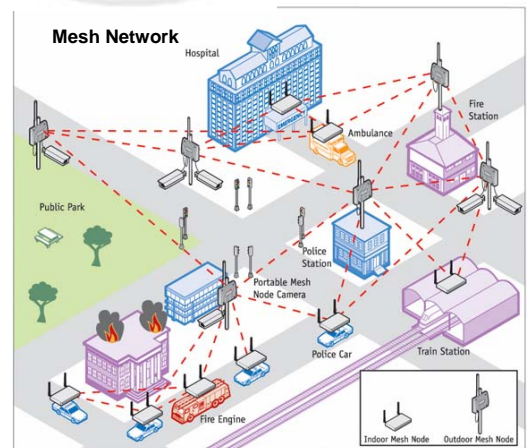 Mesh Network
Hospital
Fire
Station
Ambulance
Public Park
Police
Station
Portable Mesh
Node Camera
Police Car
Train Station
Fire Engine
Indoor Mesh Node
Outdoor Mesh Node